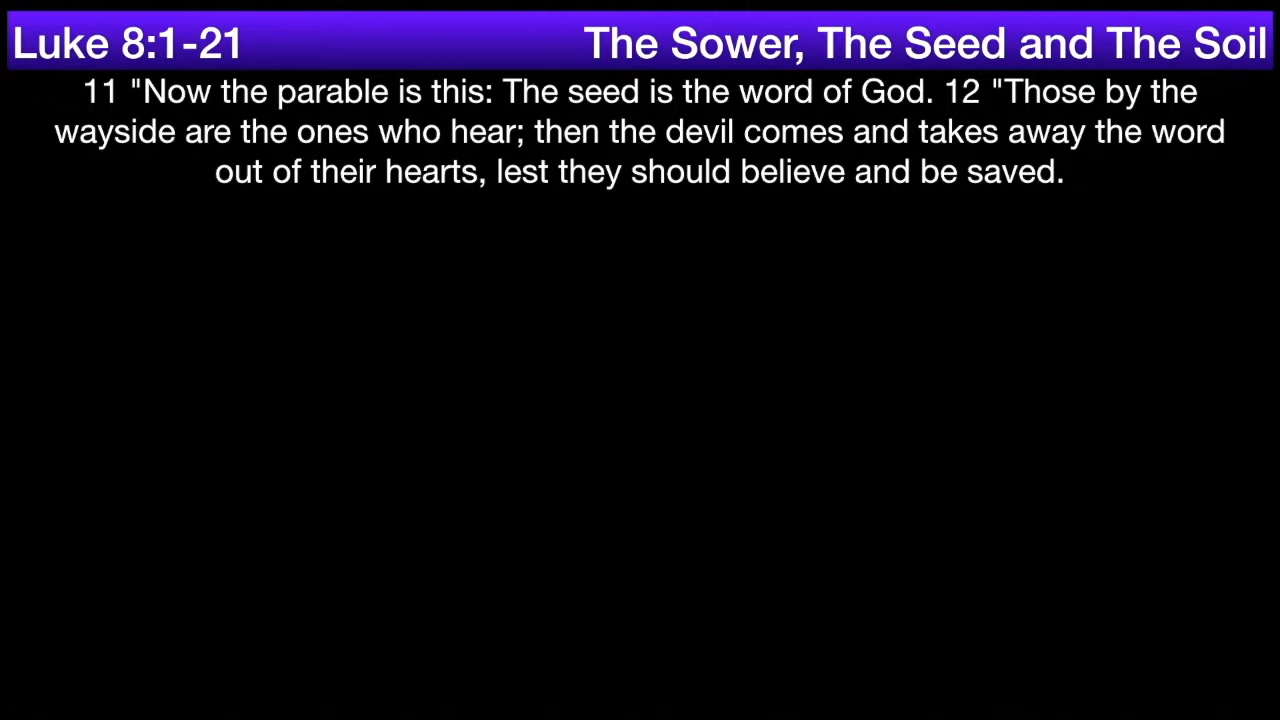 Luke 8:1-21 The Sower, The Seed and The Soil
11 "Now the parable is this: The seed is the word of God. 12 "Those by the
wayside are the ones who hear; then the devil comes and takes away the word
out of their hearts, lest they should believe and be saved.